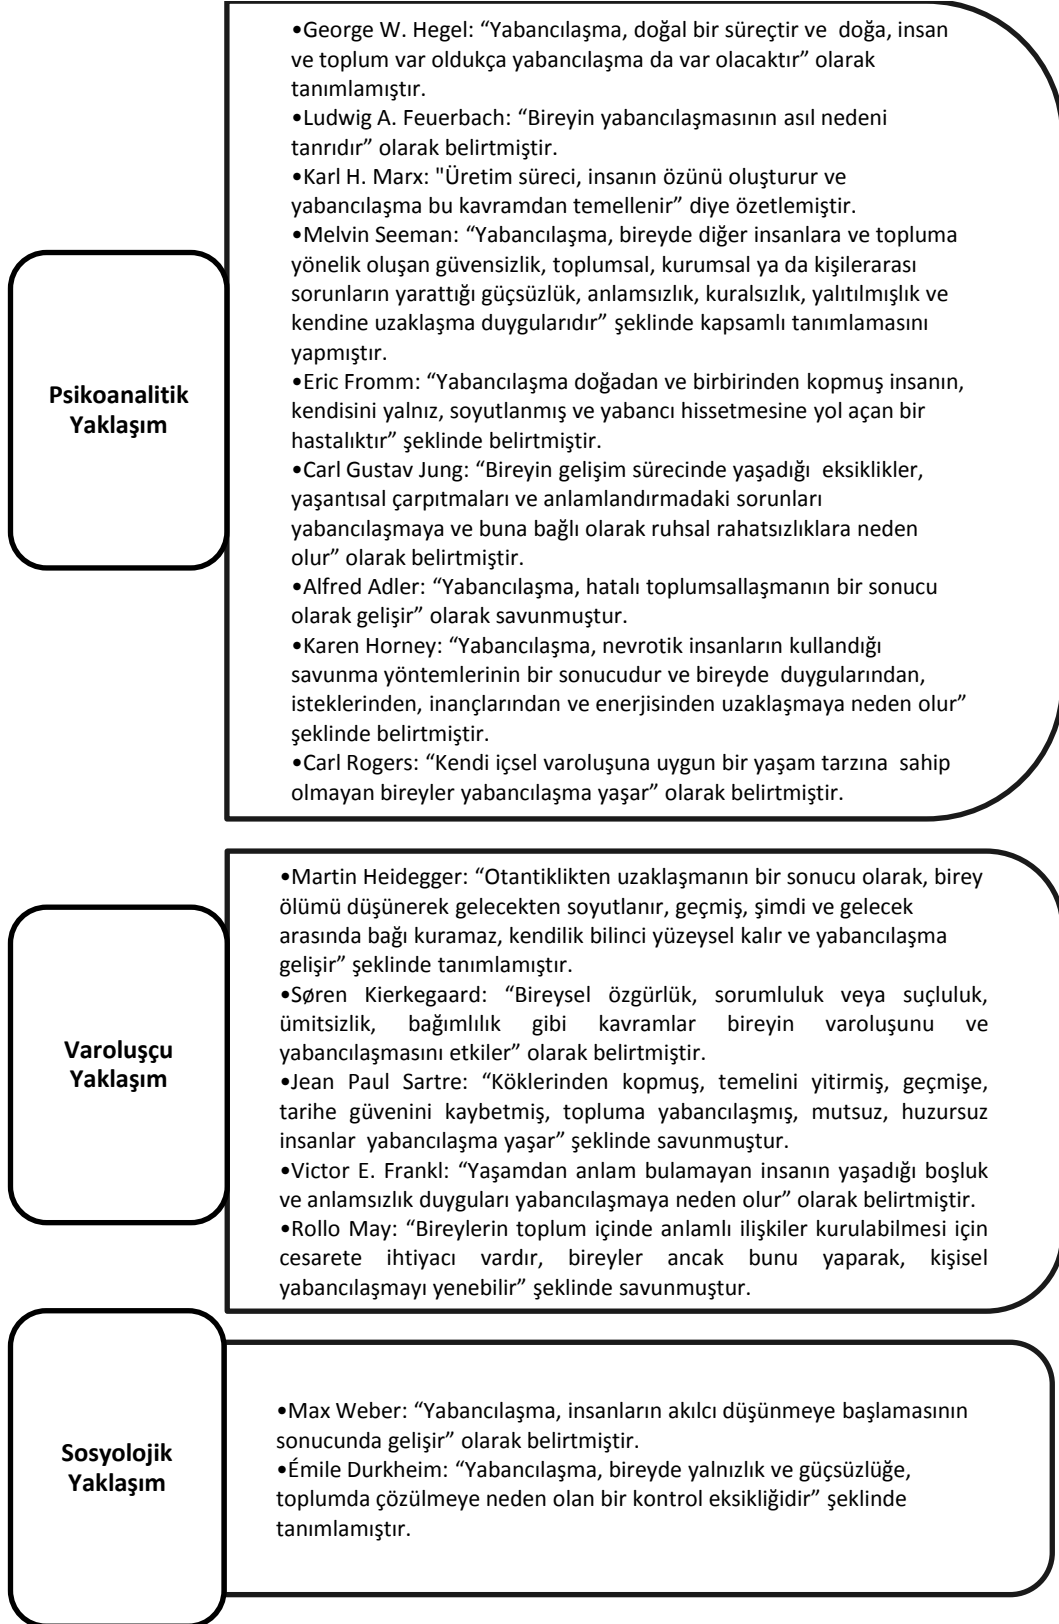 •George W. Hegel: “Yabancılaşma, doğal bir süreçtir ve  doğa, insan
ve toplum var oldukça yabancılaşma da var olacaktır” olarak
tanımlamıştır.
•Ludwig A. Feuerbach: “Bireyin yabancılaşmasının asıl nedeni
tanrıdır” olarak belirtmiştir.
•Karl H. Marx: "Üretim süreci, insanın özünü oluşturur ve
yabancılaşma bu kavramdan temellenir” diye özetlemiştir.
•Melvin Seeman: “Yabancılaşma, bireyde diğer insanlara ve topluma
yönelik oluşan güvensizlik, toplumsal, kurumsal ya da kişilerarası
sorunların yarattığı güçsüzlük, anlamsızlık, kuralsızlık, yalıtılmışlık ve
kendine uzaklaşma duygularıdır” şeklinde kapsamlı tanımlamasını
yapmıştır.
Psikoanalitik
Yaklaşım
•Eric Fromm: “Yabancılaşma doğadan ve birbirinden kopmuş insanın,
kendisini yalnız, soyutlanmış ve yabancı hissetmesine yol açan bir
hastalıktır” şeklinde belirtmiştir.
•Carl Gustav Jung: “Bireyin gelişim sürecinde yaşadığı  eksiklikler,
yaşantısal çarpıtmaları ve anlamlandırmadaki sorunları
yabancılaşmaya ve buna bağlı olarak ruhsal rahatsızlıklara neden
olur” olarak belirtmiştir.
•Alfred Adler: “Yabancılaşma, hatalı toplumsallaşmanın bir sonucu
olarak gelişir” olarak savunmuştur.
•Karen Horney: “Yabancılaşma, nevrotik insanların kullandığı
savunma yöntemlerinin bir sonucudur ve bireyde  duygularından,
isteklerinden, inançlarından ve enerjisinden uzaklaşmaya neden olur”
şeklinde belirtmiştir.
•Carl Rogers: “Kendi içsel varoluşuna uygun bir yaşam tarzına  sahip
olmayan bireyler yabancılaşma yaşar” olarak belirtmiştir.
•Martin Heidegger: “Otantiklikten uzaklaşmanın bir sonucu olarak, birey
ölümü düşünerek gelecekten soyutlanır, geçmiş, şimdi ve gelecek
arasında bağı kuramaz, kendilik bilinci yüzeysel kalır ve yabancılaşma
gelişir” şeklinde tanımlamıştır.
•Søren Kierkegaard: “Bireysel özgürlük, sorumluluk veya suçluluk,
ümitsizlik, bağımlılık gibi kavramlar bireyin varoluşunu ve
yabancılaşmasını etkiler” olarak belirtmiştir.
Varoluşçu
Yaklaşım
•Jean Paul Sartre: “Köklerinden kopmuş, temelini yitirmiş, geçmişe,
tarihe güvenini kaybetmiş, topluma yabancılaşmış, mutsuz, huzursuz
insanlar  yabancılaşma yaşar” şeklinde savunmuştur.
•Victor E. Frankl: “Yaşamdan anlam bulamayan insanın yaşadığı boşluk
ve anlamsızlık duyguları yabancılaşmaya neden olur” olarak belirtmiştir.
•Rollo May: “Bireylerin toplum içinde anlamlı ilişkiler kurulabilmesi için
cesarete ihtiyacı vardır, bireyler ancak bunu yaparak, kişisel
yabancılaşmayı yenebilir” şeklinde savunmuştur.
Sosyolojik
Yaklaşım
•Max Weber: “Yabancılaşma, insanların akılcı düşünmeye başlamasının
sonucunda gelişir” olarak belirtmiştir.
•Émile Durkheim: “Yabancılaşma, bireyde yalnızlık ve güçsüzlüğe,
toplumda çözülmeye neden olan bir kontrol eksikliğidir” şeklinde
tanımlamıştır.